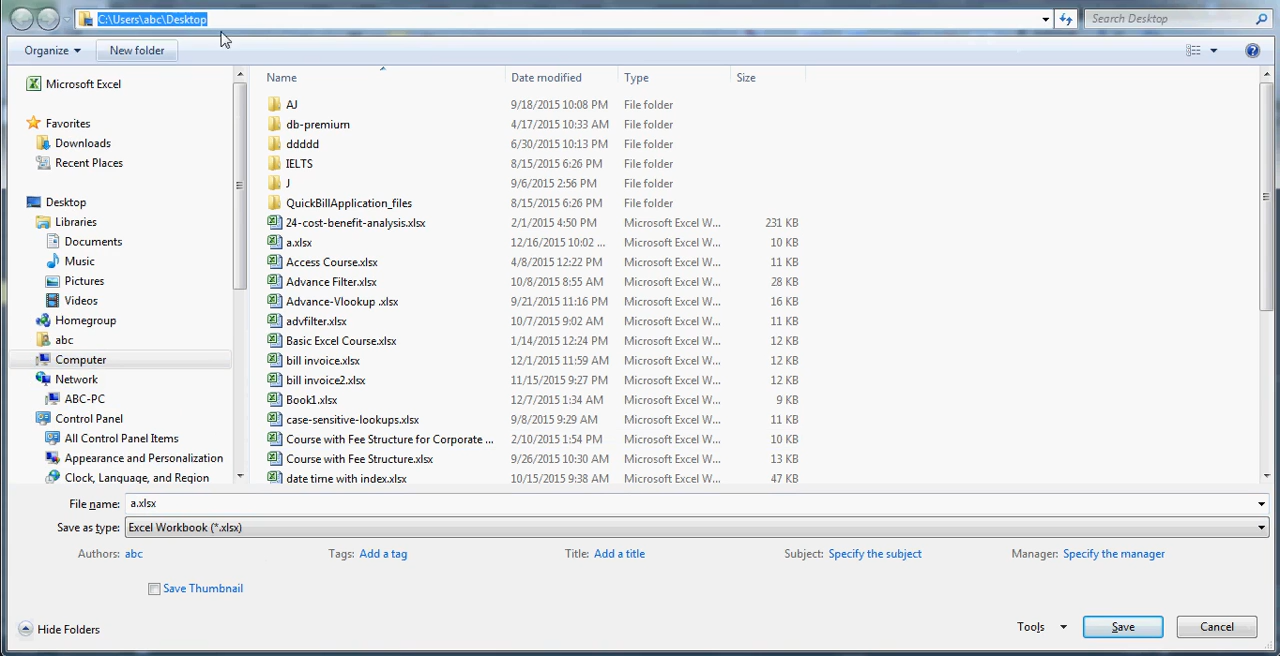 C:\Users\abc\Desktop
Search Desktop
Organize
New folder
Microsoft Excel
Favorites
Downloads
Recent Places
Desktop
Libraries
Documents
Music
Pictures
Videos
Homegroup
abc
Computer
Network
ABC-PC
Control Panel
All Control Panel Items
Appearance and Personalization
Clock, Language, and Region
Name Date modified Type Size
AJ 9/18/2015 10:08 PM File folder
db-premium 4/17/2015 10:33 AM File folder
ddddd 6/30/2015 10:13 PM File folder
IELTS 8/15/2015 6:26 PM File folder
J 9/6/2015 2:56 PM File folder
QuickBillApplication_files 8/15/2015 6:26 PM File folder
24-cost-benefit-analysis.xlsx 2/1/2015 4:50 PM Microsoft Excel W... 231 KB
a.xlsx 12/16/2015 10:02 ... Microsoft Excel W... 10 KB
Access Course.xlsx 4/8/2015 12:22 PM Microsoft Excel W... 11 KB
Advance Filter.xlsx 10/8/2015 8:55 AM Microsoft Excel W... 28 KB
Advance-Vlookup .xlsx 9/21/2015 11:16 PM Microsoft Excel W... 16 KB
advfilter.xlsx 10/7/2015 9:02 AM Microsoft Excel W... 11 KB
Basic Excel Course.xlsx 1/14/2015 12:24 PM Microsoft Excel W... 12 KB
bill invoice.xlsx 12/1/2015 11:59 AM Microsoft Excel W... 12 KB
bill invoice2.xlsx 11/15/2015 9:27 PM Microsoft Excel W... 12 KB
Book1.xlsx 12/7/2015 1:34 AM Microsoft Excel W... 9 KB
case-sensitive-lookups.xlsx 9/8/2015 9:29 AM Microsoft Excel W... 11 KB
Course with Fee Structure for Corporate ... 2/10/2015 1:54 PM Microsoft Excel W... 10 KB
Course with Fee Structure.xlsx 9/26/2015 10:30 AM Microsoft Excel W... 13 KB
date time with index.xlsx 10/15/2015 9:38 AM Microsoft Excel W... 47 KB
File name: a.xlsx
Save as type: Excel Workbook (*.xlsx)
Authors: abc Tags: Add a tag Title: Add a title Subject: Specify the subject Manager: Specify the manager
Save Thumbnail
Hide Folders Tools Save Cancel